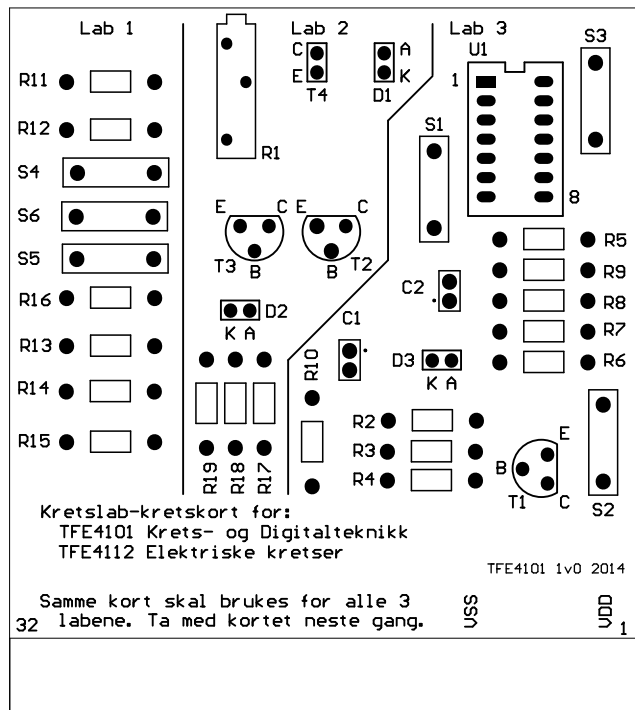 Lab 1
Lab 2
Lab 3
U1
S3
R11
C
A
1
E
K
T4
D1
R12
S1
R1
S4
8
E
C
E
C
S6
R5
T3
B
B
T2
S5
R9
C2
R16
D2
R8
K A
C1
R7
R13
R10
D3
R6
K A
R14
R2
E
R15
R3
B
R19
R18
R17
R4
T1
C
S2
Kretslab-kretskort for:
TFE4101 Krets- og Digitalteknikk
TFE4112 Elektriske kretser
TFE4101 1v0 2014
Samme kort skal brukes for alle 3
labene. Ta med kortet neste gang.
VSS
VDD
32
1